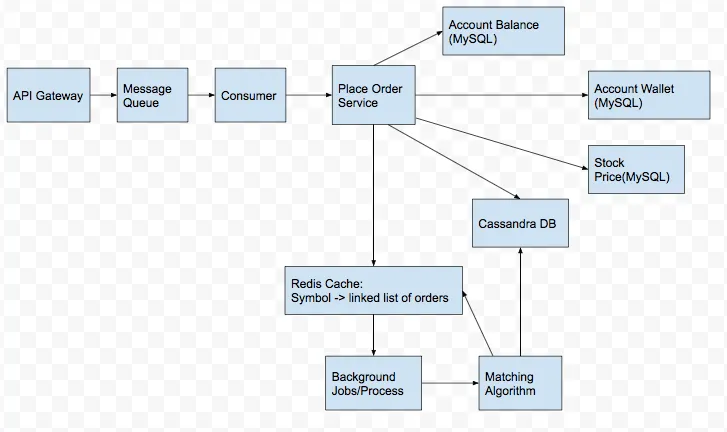 Account Balance
(MySQL)
API Gateway
Message
Queue
Consumer
Place Order
Service
Account Wallet
(MySQL)
Stock
Price(MySQL)
Cassandra DB
Redis Cache:
Symbol -> linked list of orders
Background
Jobs/Process
Matching
Algorithm